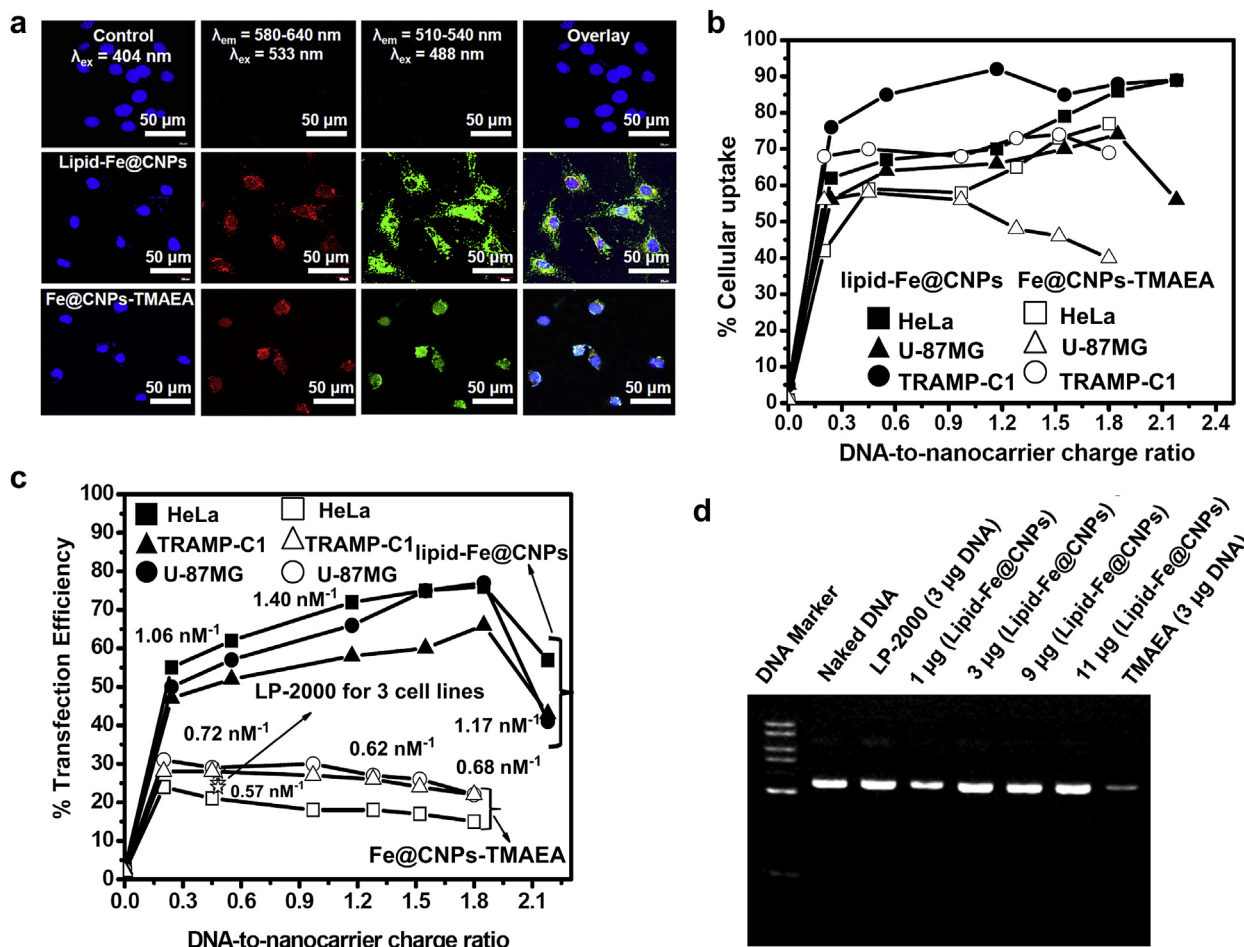 a
Control
λex = 404 nm
λem = 580-640 nm
λex = 533 nm
λem = 510-540 nm
λex = 488 nm
Overlay
50 μm
50 μm
50 μm
50 μm
Lipid-Fe@CNPs
50 μm
50 μm
50 μm
50 μm
Fe@CNPs-TMAEA
50 μm
50 μm
50 μm
50 μm
b
% Cellular uptake
100
90
80
70
60
50
40
30
20
10
0
lipid-Fe@CNPs Fe@CNPs-TMAEA
HeLa HeLa
U-87MG U-87MG
TRAMP-C1 TRAMP-C1
0.0 0.3 0.6 0.9 1.2 1.5 1.8 2.1 2.4
DNA-to-nanocarrier charge ratio
c
% Transfection Efficiency
100
90
80
70
60
50
40
30
20
10
0
HeLa HeLa
TRAMP-C1 TRAMP-C1
U-87MG U-87MG
lipid-Fe@CNPs
1.40 nM-1
1.06 nM-1
LP-2000 for 3 cell lines
1.17 nM-1
0.72 nM-1
0.62 nM-1
0.68 nM-1
0.57 nM-1
Fe@CNPs-TMAEA
0.0 0.3 0.6 0.9 1.2 1.5 1.8 2.1
DNA-to-nanocarrier charge ratio
d
DNA Marker
Naked DNA
LP-2000 (3 μg DNA)
1 μg (Lipid-Fe@CNPs)
3 μg (Lipid-Fe@CNPs)
9 μg (Lipid-Fe@CNPs)
11 μg (Lipid-Fe@CNPs)
TMAEA (3 μg DNA)